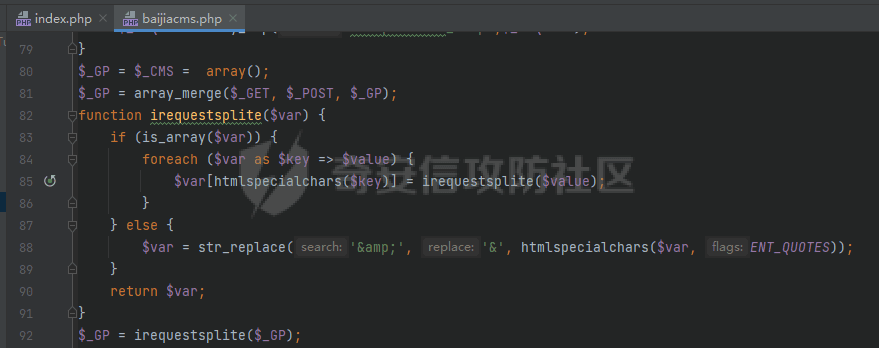 index.php baijiacms.php
79 }
80 $_GP = $_CMS = array();
81 $_GP = array_merge($_GET, $_POST, $_GP);
82 function irequestsplite($var) {
83 if (is_array($var)) {
84 foreach ($var as $key => $value) {
85 $var[htmlspecialchars($key)] = irequestsplite($value);
86 }
87 } else {
88 $var = str_replace( search: '&amp;', replace: '&', htmlspecialchars($var, flags: ENT_QUOTES));
89 }
90 return $var;
91 }
92 $_GP = irequestsplite($_GP);
奇安信攻防社区